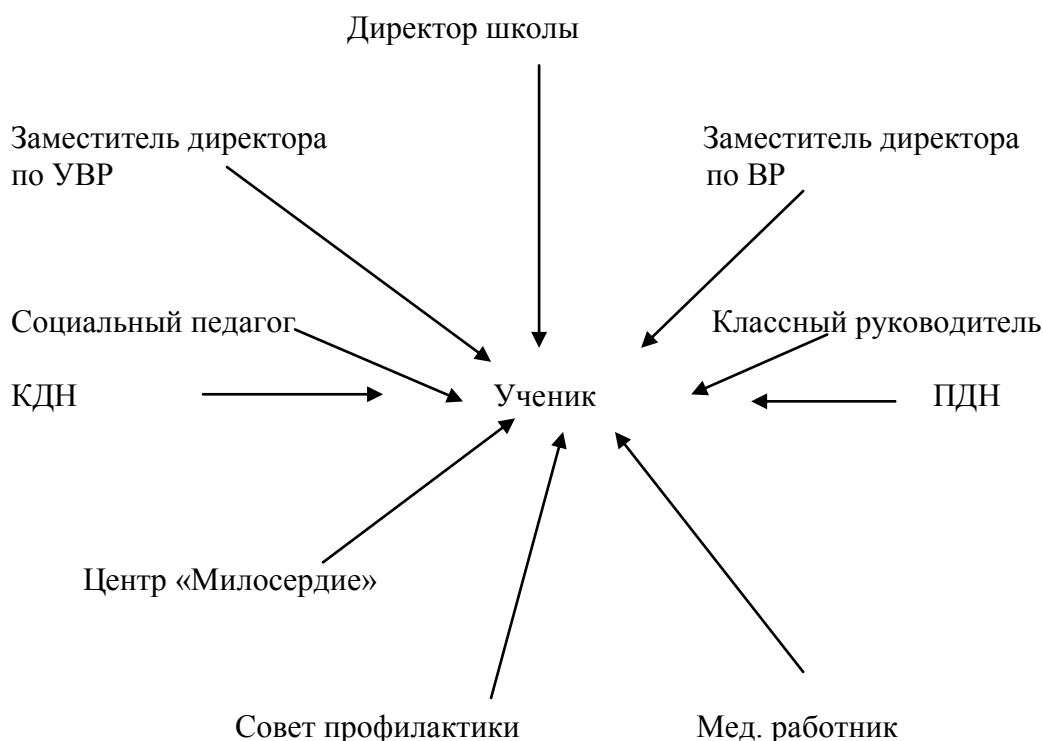 Директор школы
Заместитель директора
по УВР
Заместитель директора
по ВР
Социальный педагог
Классный руководитель
КДН
Ученик
ПДН
Центр «Милосердие»
Совет профилактики
Мед. работник